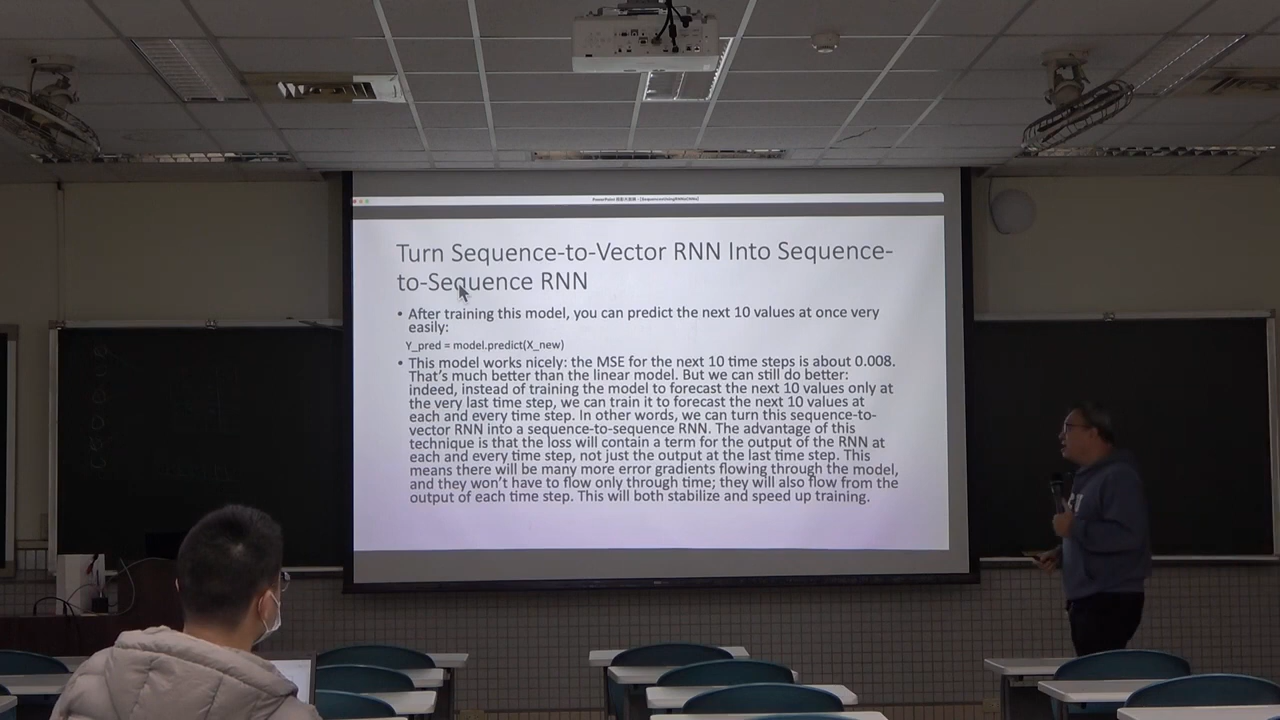 Turn Sequence-to-Vector RNN Into Sequence-
to-Sequence RNN
• After training this model, you can predict the next 10 values at once very
easily:
Y_pred = model.predict(X_new)
• This model works nicely: the MSE for the next 10 time steps is about 0.008.
That's much better than the linear model. But we can still do better:
indeed, instead of training the model to forecast the next 10 values only at
the very last time step, we can train it to forecast the next 10 values at
each and every time step. In other words, we can turn this sequence-to-
vector RNN into a sequence-to-sequence RNN. The advantage of this
technique is that the loss will contain a term for the output of the RNN at
each and every time step, not just the output at the last time step. This
means there will be many more error gradients flowing through the model,
and they won't have to flow only through time; they will also flow from the
output of each time step. This will both stabilize and speed up training.